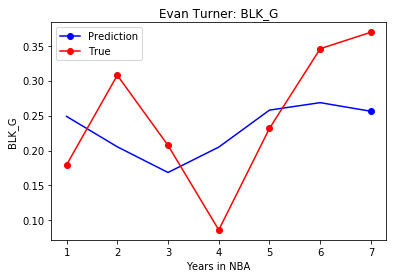 Evan Turner: BLK_G
Prediction
True
BLK_G
0.35
0.30
0.25
0.20
0.15
0.10
1 2 3 4 5 6 7
Years in NBA